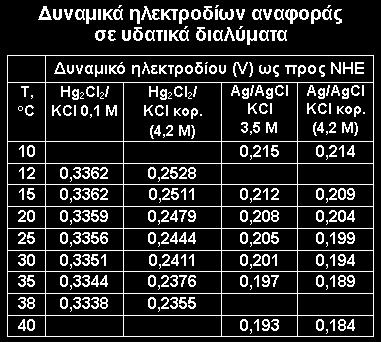 Δυναμικά ηλεκτροδίων αναφοράς
σε υδατικά διαλύματα
Δυναμικό ηλεκτροδίου (V) ως προς NHE
T, °C Hg₂Cl₂/ KCl 0,1 M Hg₂Cl₂/ KCl κορ. (4,2 M) Ag/AgCl KCl 3,5 M Ag/AgCl KCl κορ. (4,2 M)
10 0,215 0,214
12 0,3362 0,2528
15 0,3362 0,2511 0,212 0,209
20 0,3359 0,2479 0,208 0,204
25 0,3356 0,2444 0,205 0,199
30 0,3351 0,2411 0,201 0,194
35 0,3344 0,2376 0,197 0,189
38 0,3338 0,2355
40 0,193 0,184